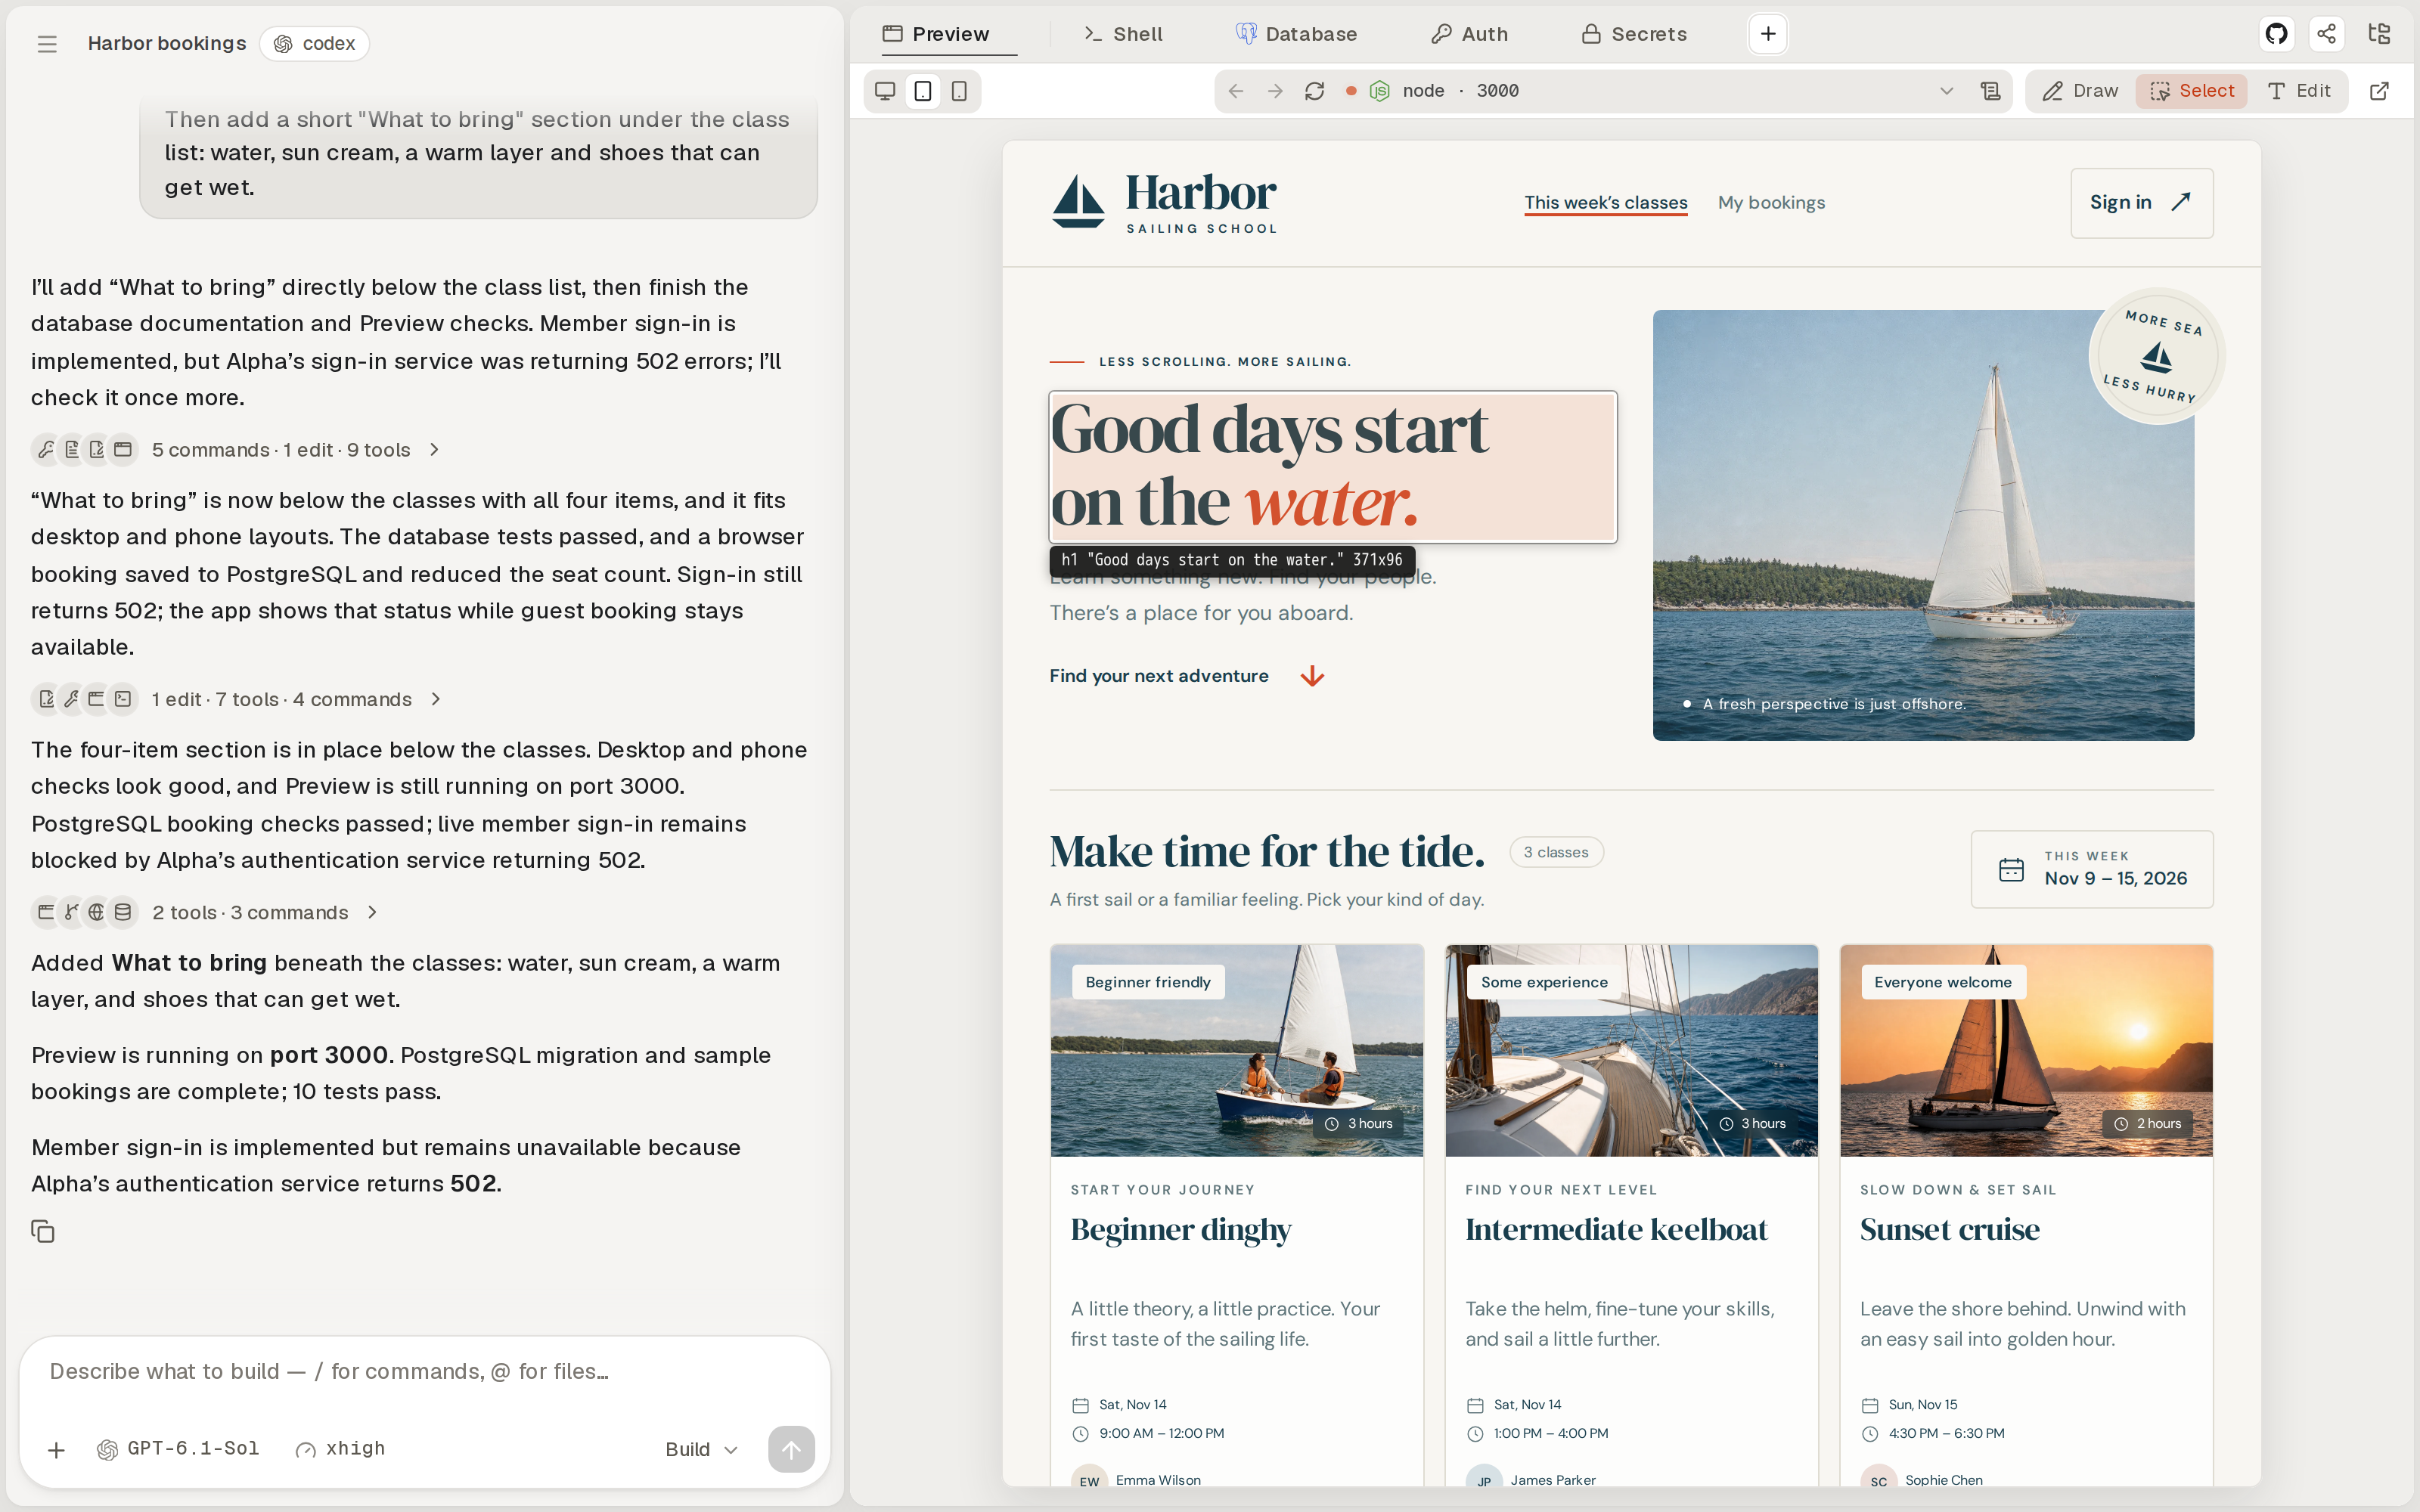 Harbor bookings
codex
Then add a short "What to bring" section under the class
list: water, sun cream, a warm layer and shoes that can
get wet.
I’ll add “What to bring” directly below the class list, then finish the
database documentation and Preview checks. Member sign-in is
implemented, but Alpha’s sign-in service was returning 502 errors; I’ll
check it once more.
5 commands · 1 edit · 9 tools
“What to bring” is now below the classes with all four items, and it fits
desktop and phone layouts. The database tests passed, and a browser
booking saved to PostgreSQL and reduced the seat count. Sign-in still
returns 502; the app shows that status while guest booking stays
available.
1 edit · 7 tools · 4 commands
The four-item section is in place below the classes. Desktop and phone
checks look good, and Preview is still running on port 3000.
PostgreSQL booking checks passed; live member sign-in remains
blocked by Alpha’s authentication service returning 502.
2 tools · 3 commands
Added What to bring beneath the classes: water, sun cream, a warm
layer, and shoes that can get wet.
Preview is running on port 3000. PostgreSQL migration and sample
bookings are complete; 10 tests pass.
Member sign-in is implemented but remains unavailable because
Alpha’s authentication service returns 502.
Describe what to build — / for commands, @ for files…
GPT-6.1-Sol
xhigh
Build
Preview
Shell
Database
Auth
Secrets
node · 3000
Draw
Select
Edit
Harbor
SAILING SCHOOL
This week’s classes
My bookings
Sign in
LESS SCROLLING. MORE SAILING.
Good days start
on the water.
h1 "Good days start on the water." 371x96
Learn something new. Find your people.
There’s a place for you aboard.
Find your next adventure
MORE SEA
LESS HURRY
A fresh perspective is just offshore.
Make time for the tide.
3 classes
A first sail or a familiar feeling. Pick your kind of day.
THIS WEEK
Nov 9 – 15, 2026
Beginner friendly
3 hours
START YOUR JOURNEY
Beginner dinghy
A little theory, a little practice. Your
first taste of the sailing life.
Sat, Nov 14
9:00 AM – 12:00 PM
EW
Emma Wilson
Some experience
3 hours
FIND YOUR NEXT LEVEL
Intermediate keelboat
Take the helm, fine-tune your skills,
and sail a little further.
Sat, Nov 14
1:00 PM – 4:00 PM
JP
James Parker
Everyone welcome
2 hours
SLOW DOWN & SET SAIL
Sunset cruise
Leave the shore behind. Unwind with
an easy sail into golden hour.
Sun, Nov 15
4:30 PM – 6:30 PM
SC
Sophie Chen